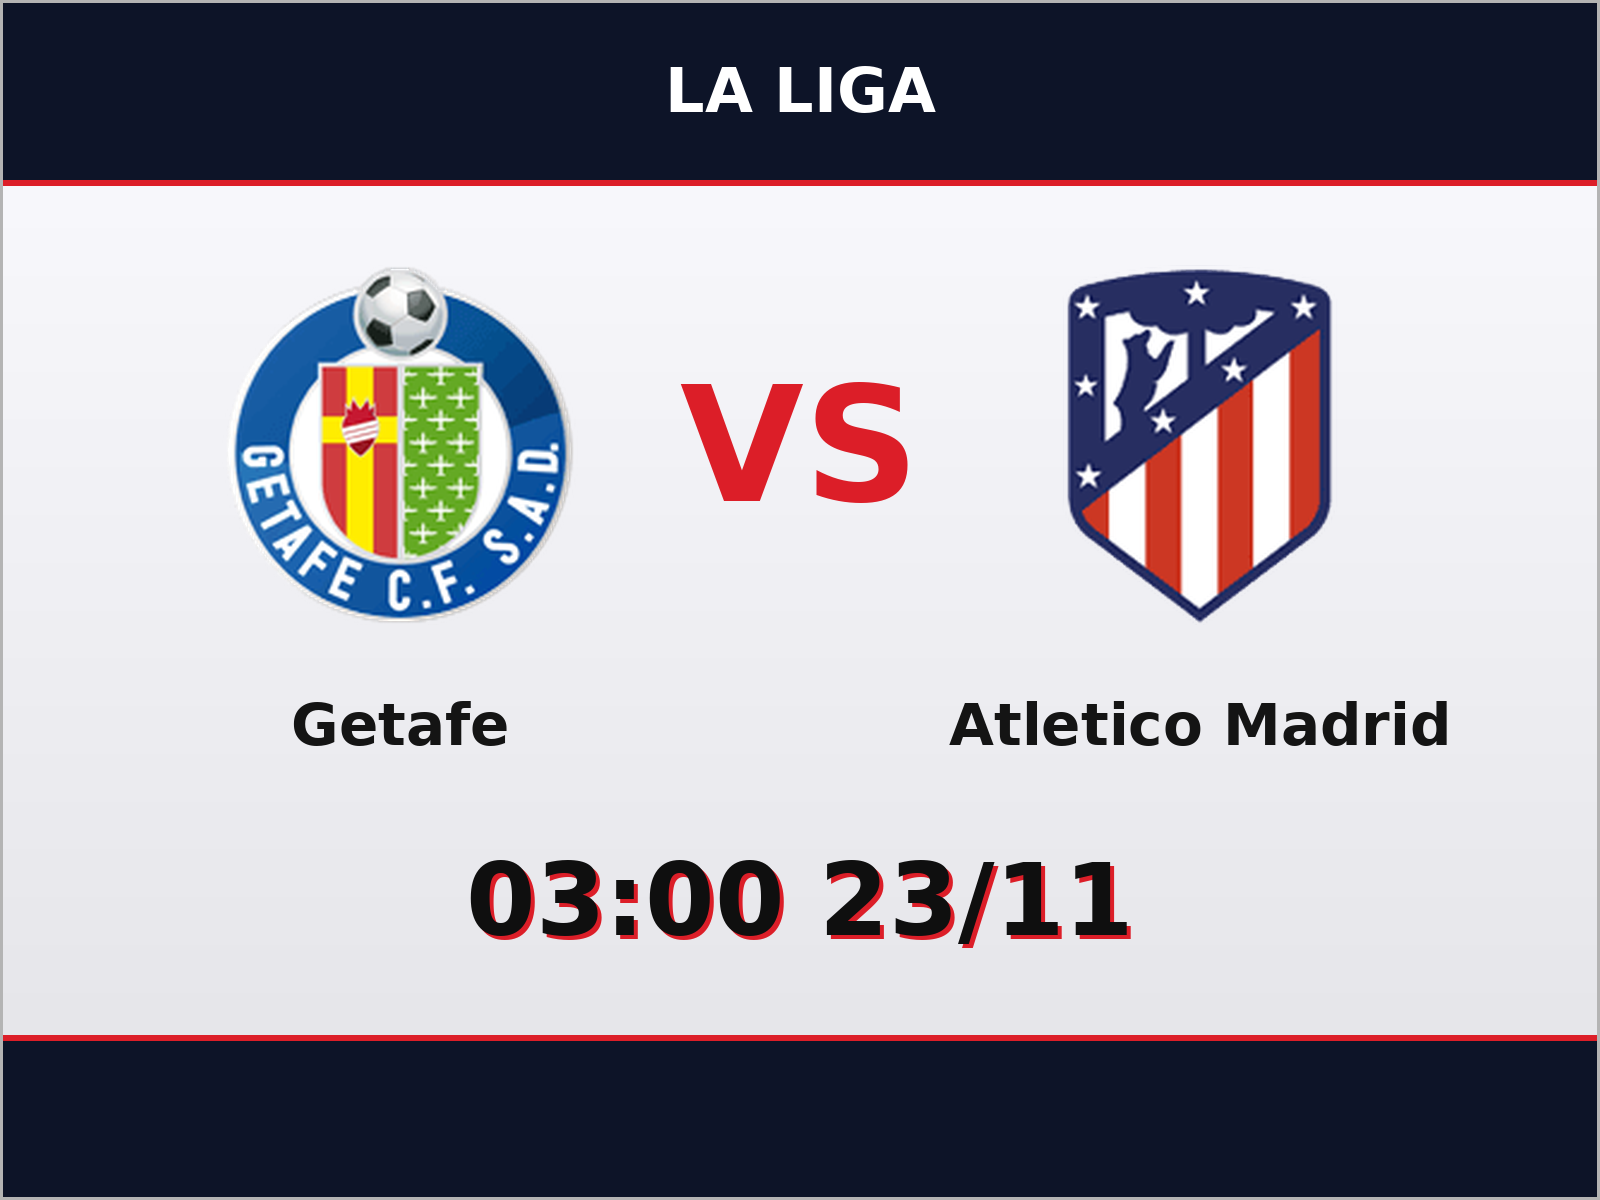 LA LIGA
GETAFE C.F. S.A.D.
VS
Getafe
Atletico Madrid
03:00 23/11